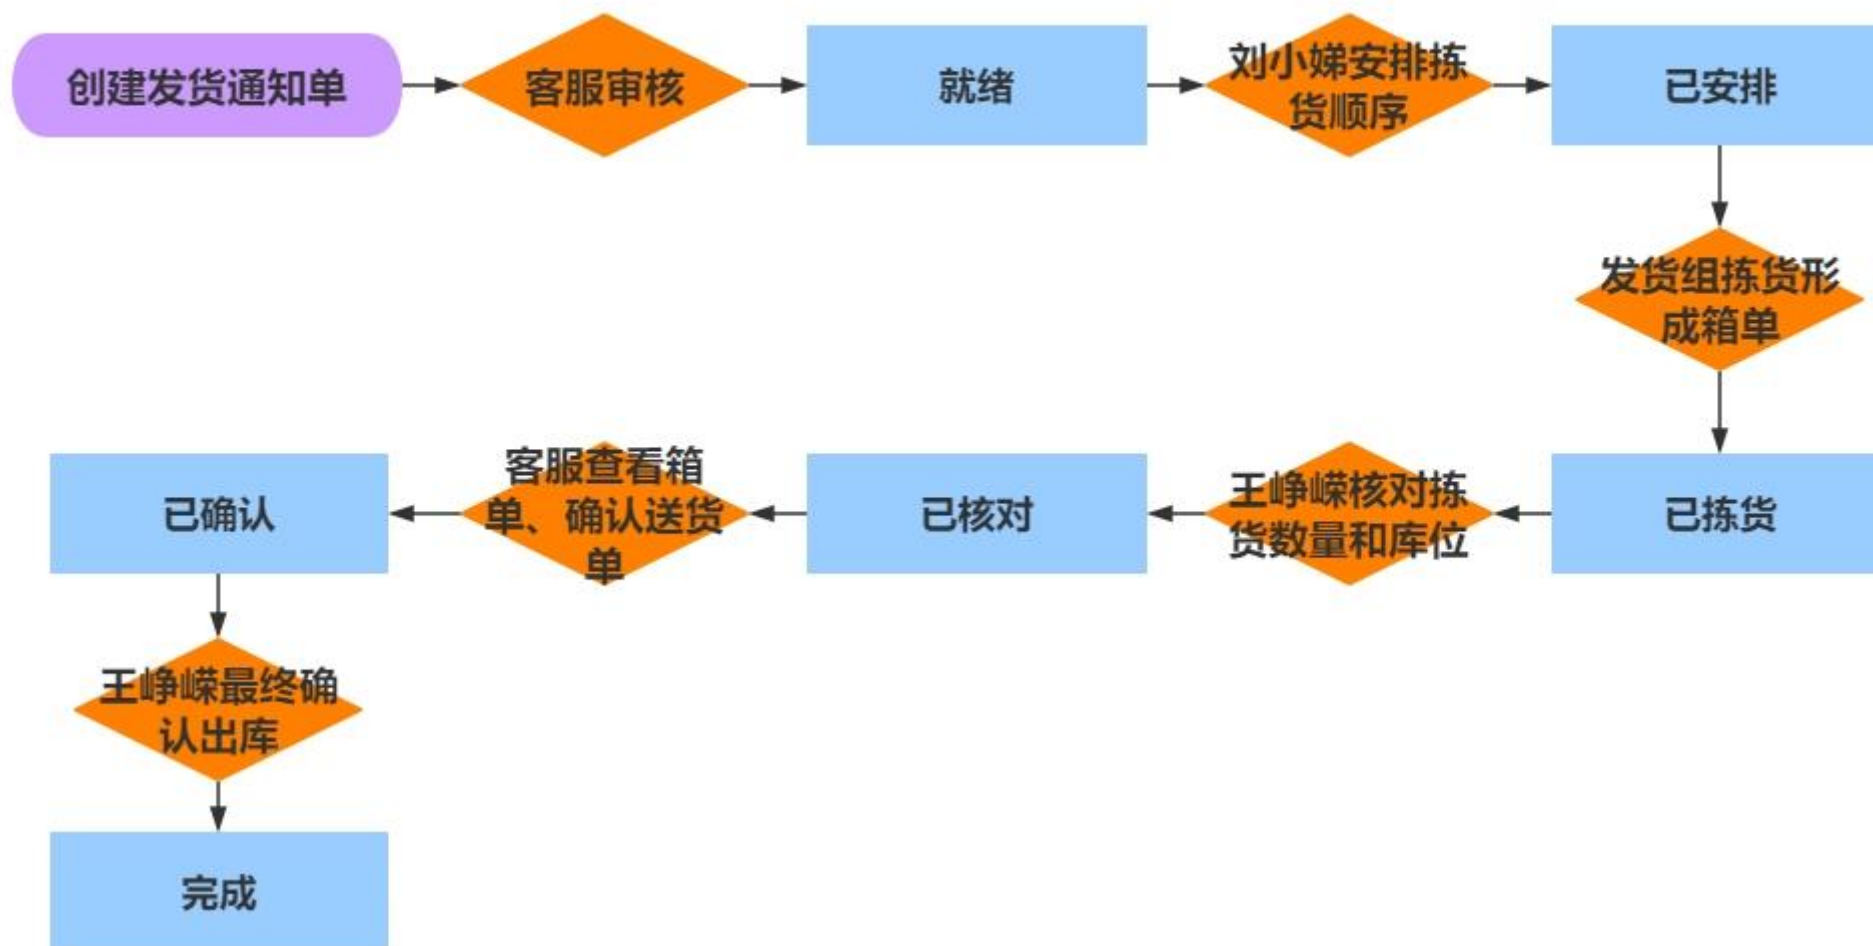 创建发货通知单
客服审核
就绪
刘小娣安排拣
货顺序
已安排
发货组拣货形
成箱单
已拣货
王峥嵘核对拣
货数量和库位
已核对
客服查看箱
单、确认送货
单
已确认
王峥嵘最终确
认出库
完成